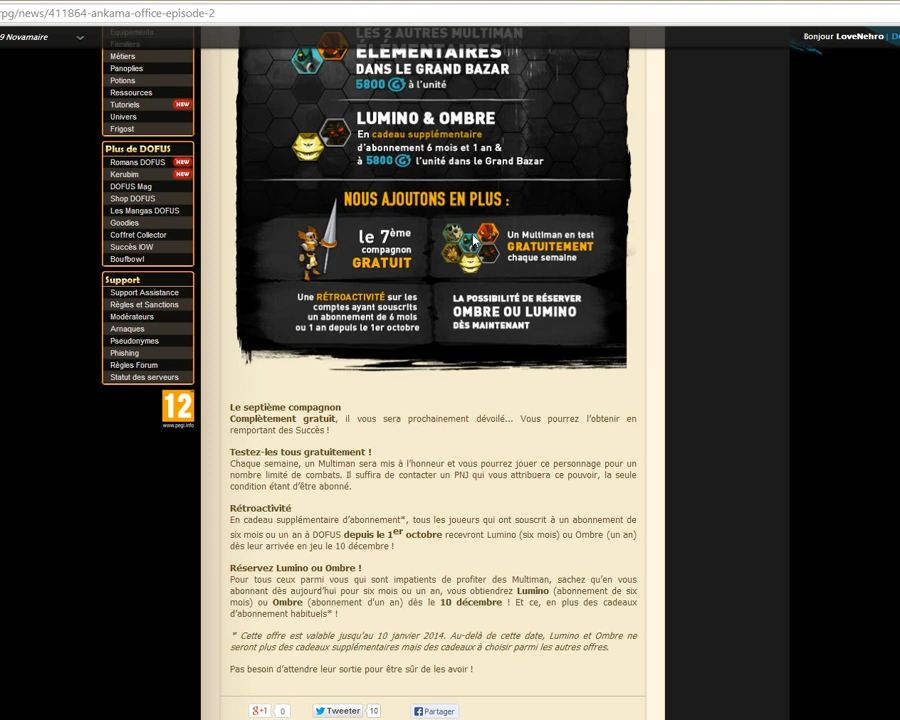 rpg/news/411864-ankama-office-episode-2
9 Novamaire
Bonjour LoveNehro |
Equipements
Familiers
Métiers
Panoplies
Potions
Ressources
Tutoriels NEW
Univers
Frigost
Plus de DOFUS
Romans DOFUS NEW
Kerubim NEW
DOFUS Mag
Shop DOFUS
Les Mangas DOFUS
Goodies
Coffret Collector
Succès IOW
Boufbowl
Support
Support Assistance
Règles et Sanctions
Modérateurs
Arnaques
Pseudonymes
Phishing
Règles Forum
Statut des serveurs
12
www.pegi.info
LES 2 AUTRES MULTIMAN
ÉLÉMENTAIRES
DANS LE GRAND BAZAR
5800 à l'unité
LUMINO & OMBRE
En cadeau supplémentaire
d'abonnement 6 mois et 1 an &
à 5800 l'unité dans le Grand Bazar
NOUS AJOUTONS EN PLUS :
le 7ème
compagnon
GRATUIT
Un Multiman en test
GRATUITEMENT
chaque semaine
Une RÉTROACTIVITÉ sur les
comptes ayant souscrits
un abonnement de 6 mois
ou 1 an depuis le 1er octobre
LA POSSIBILITÉ DE RÉSERVER
OMBRE OU LUMINO
DÈS MAINTENANT
Le septième compagnon
Complètement gratuit, il vous sera prochainement dévoilé... Vous pourrez l'obtenir en
remportant des Succès !
Testez-les tous gratuitement !
Chaque semaine, un Multiman sera mis à l'honneur et vous pourrez jouer ce personnage pour un
nombre limité de combats. Il suffira de contacter un PNJ qui vous attribuera ce pouvoir, la seule
condition étant d'être abonné.
Rétroactivité
En cadeau supplémentaire d'abonnement*, tous les joueurs qui ont souscrit à un abonnement de
six mois ou un an à DOFUS depuis le 1er octobre recevront Lumino (six mois) ou Ombre (un an)
dès leur arrivée en jeu le 10 décembre !
Réservez Lumino ou Ombre !
Pour tous ceux parmi vous qui sont impatients de profiter des Multiman, sachez qu'en vous
abonnant dès aujourd'hui pour six mois ou un an, vous obtiendrez Lumino (abonnement de six
mois) ou Ombre (abonnement d'un an) dès le 10 décembre ! Et ce, en plus des cadeaux
d'abonnement habituels* !
* Cette offre est valable jusqu'au 10 janvier 2014. Au-delà de cette date, Lumino et Ombre ne
seront plus des cadeaux supplémentaires mais des cadeaux à choisir parmi les autres offres.
Pas besoin d'attendre leur sortie pour être sûr de les avoir !
g+1 0 Tweeter 10 Partager